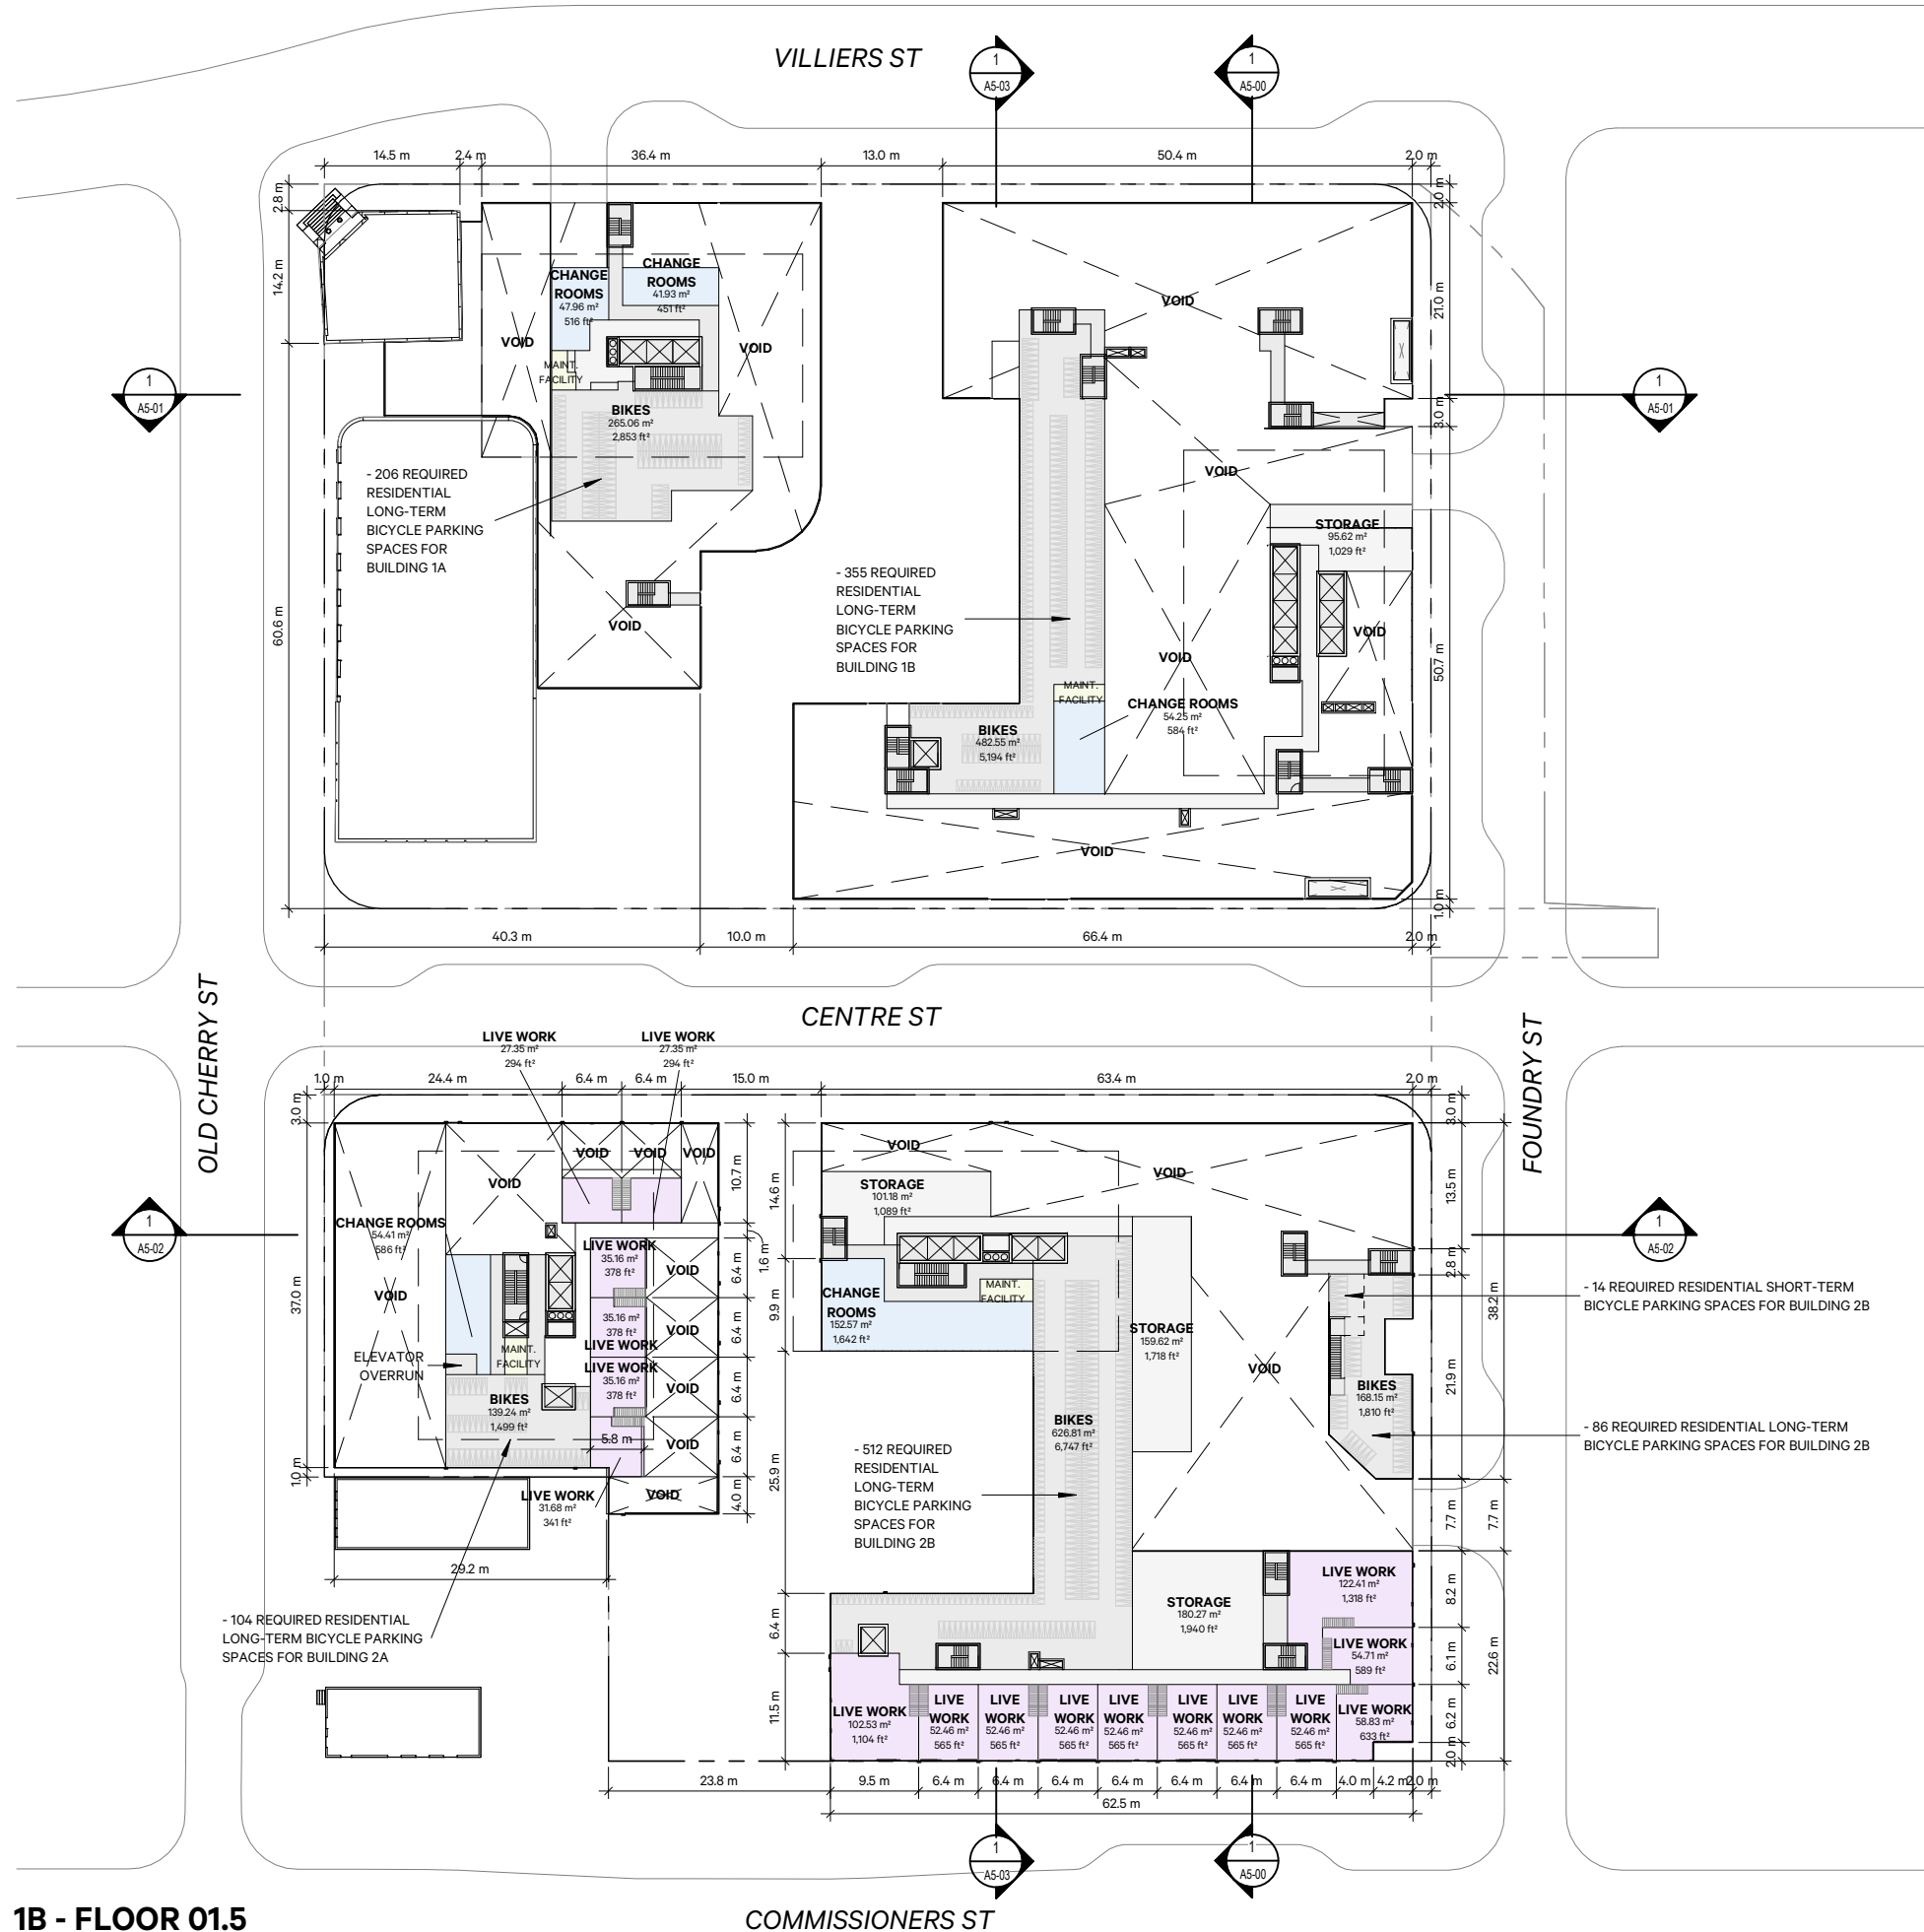 VILLIERS ST
1
A5-03
1
A5-00
14.5 m
2.4 m
36.4 m
13.0 m
50.4 m
2.0 m
2.8 m
14.2 m
60.6 m
2.0 m
21.0 m
3.0 m
50.7 m
1.0 m
CHANGE
ROOMS
47.96 m²
516 ft²
CHANGE
ROOMS
41.93 m²
451 ft²
VOID
VOID
MAINT.
FACILITY
BIKES
265.06 m²
2,853 ft²
- 206 REQUIRED
RESIDENTIAL
LONG-TERM
BICYCLE PARKING
SPACES FOR
BUILDING 1A
VOID
1
A5-01
1
A5-01
VOID
VOID
STORAGE
95.62 m²
1,029 ft²
- 355 REQUIRED
RESIDENTIAL
LONG-TERM
BICYCLE PARKING
SPACES FOR
BUILDING 1B
VOID
VOID
MAINT.
FACILITY
CHANGE ROOMS
54.25 m²
584 ft²
BIKES
482.55 m²
5,194 ft²
VOID
40.3 m
10.0 m
66.4 m
2.0 m
OLD CHERRY ST
CENTRE ST
FOUNDRY ST
LIVE WORK
27.35 m²
294 ft²
LIVE WORK
27.35 m²
294 ft²
1.0 m
24.4 m
6.4 m
6.4 m
15.0 m
63.4 m
2.0 m
3.0 m
37.0 m
1.0 m
VOID
VOID
VOID
VOID
CHANGE ROOMS
54.41 m²
586 ft²
VOID
LIVE WORK
35.16 m²
378 ft²
VOID
35.16 m²
378 ft²
LIVE WORK
VOID
LIVE WORK
35.16 m²
378 ft²
VOID
VOID
MAINT.
FACILITY
ELEVATOR
OVERRUN
BIKES
139.24 m²
1,499 ft²
5.8 m
LIVE WORK
31.68 m²
341 ft²
VOID
29.2 m
10.7 m
1.6 m
6.4 m
6.4 m
6.4 m
6.4 m
4.0 m
- 104 REQUIRED RESIDENTIAL
LONG-TERM BICYCLE PARKING
SPACES FOR BUILDING 2A
1
A5-02
1
A5-02
14.6 m
9.9 m
25.9 m
6.4 m
11.5 m
VOID
VOID
STORAGE
101.18 m²
1,089 ft²
CHANGE
ROOMS
152.57 m²
1,642 ft²
MAINT.
FACILITY
STORAGE
159.62 m²
1,718 ft²
VOID
BIKES
626.81 m²
6,747 ft²
- 512 REQUIRED
RESIDENTIAL
LONG-TERM
BICYCLE PARKING
SPACES FOR
BUILDING 2B
BIKES
168.15 m²
1,810 ft²
- 14 REQUIRED RESIDENTIAL SHORT-TERM
BICYCLE PARKING SPACES FOR BUILDING 2B
- 86 REQUIRED RESIDENTIAL LONG-TERM
BICYCLE PARKING SPACES FOR BUILDING 2B
3.0 m
13.5 m
2.8 m
38.2 m
21.9 m
7.7 m
7.7 m
8.2 m
6.1 m
22.6 m
6.2 m
2.0 m
STORAGE
180.27 m²
1,940 ft²
LIVE WORK
122.41 m²
1,318 ft²
LIVE WORK
54.71 m²
589 ft²
LIVE WORK
102.53 m²
1,104 ft²
LIVE
WORK
52.46 m²
565 ft²
LIVE
WORK
52.46 m²
565 ft²
LIVE
WORK
52.46 m²
565 ft²
LIVE
WORK
52.46 m²
565 ft²
LIVE
WORK
52.46 m²
565 ft²
LIVE
WORK
52.46 m²
565 ft²
LIVE
WORK
52.46 m²
565 ft²
LIVE WORK
58.83 m²
633 ft²
23.8 m
9.5 m
6.4 m
6.4 m
6.4 m
6.4 m
6.4 m
6.4 m
6.4 m
4.0 m
4.2 m
2.0 m
62.5 m
1
A5-03
1
A5-00
1B - FLOOR 01.5
COMMISSIONERS ST